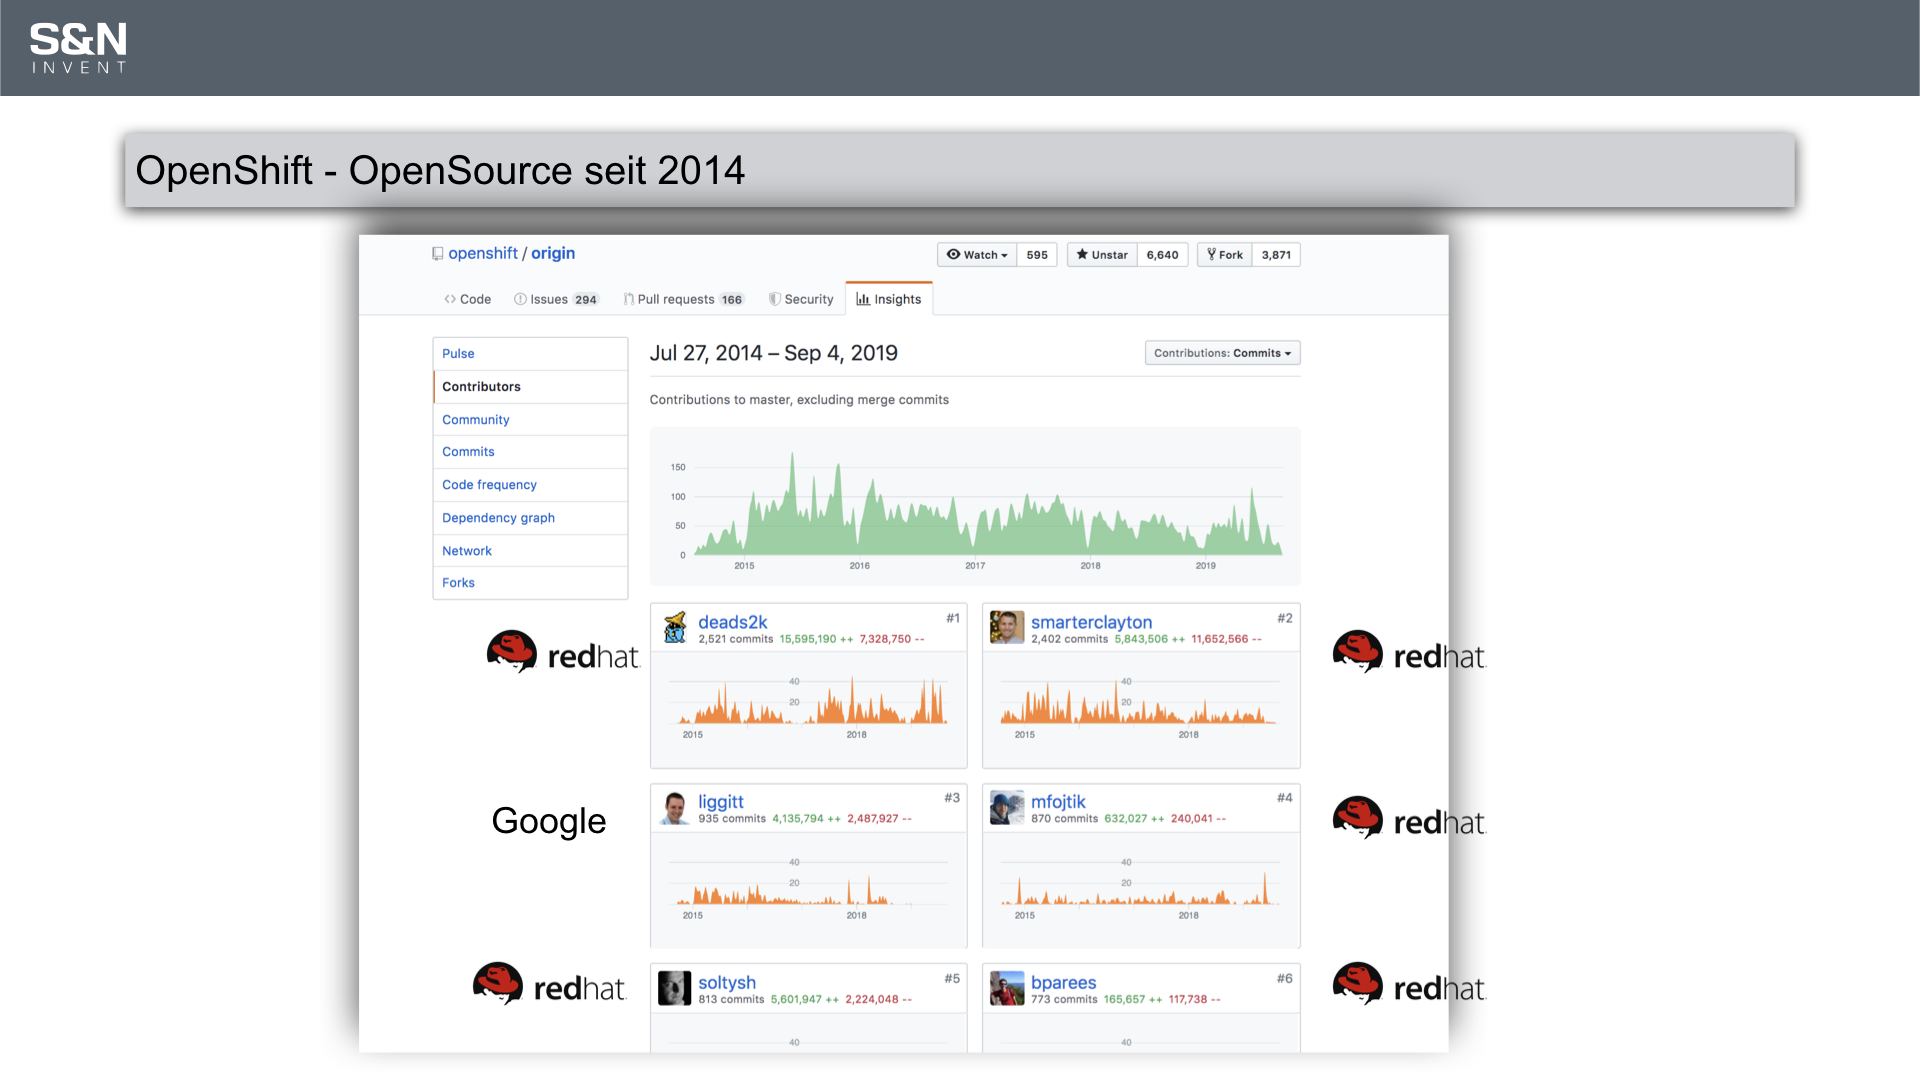 S&N
INVENT
OpenShift - OpenSource seit 2014
openshift / origin
Watch 595 Unstar 6,640 Fork 3,871
Code Issues 294 Pull requests 166 Security Insights
Pulse
Contributors
Community
Commits
Code frequency
Dependency graph
Network
Forks
Jul 27, 2014 – Sep 4, 2019
Contributions: Commits
Contributions to master, excluding merge commits
150
100
50
0
2015 2016 2017 2018 2019
redhat.
deads2k #1
2,521 commits 15,595,190 ++ 7,328,750 --
40
20
2015 2018
smarterclayton #2
2,402 commits 5,843,506 ++ 11,652,566 --
40
20
2015 2018
redhat.
Google
liggitt #3
935 commits 4,135,794 ++ 2,487,927 --
40
20
2015 2018
mfojtik #4
870 commits 632,027 ++ 240,041 --
40
20
2015 2018
redhat.
redhat.
soltysh #5
813 commits 5,601,947 ++ 2,224,048 --
40
bparees #6
773 commits 165,657 ++ 117,738 --
40
redhat.